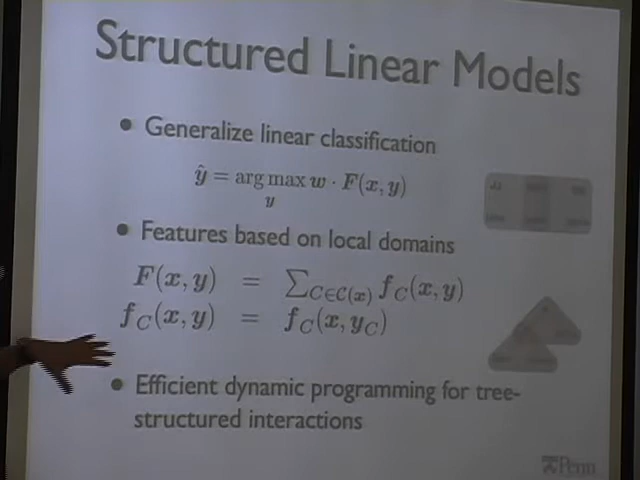 Structured Linear Models
• Generalize linear classification
ŷ = arg max w · F(x, y)
y
• Features based on local domains
F(x, y) = ∑C∈C(x) fC(x, y)
fC(x, y) = fC(x, yC)
• Efficient dynamic programming for tree-
structured interactions
Penn